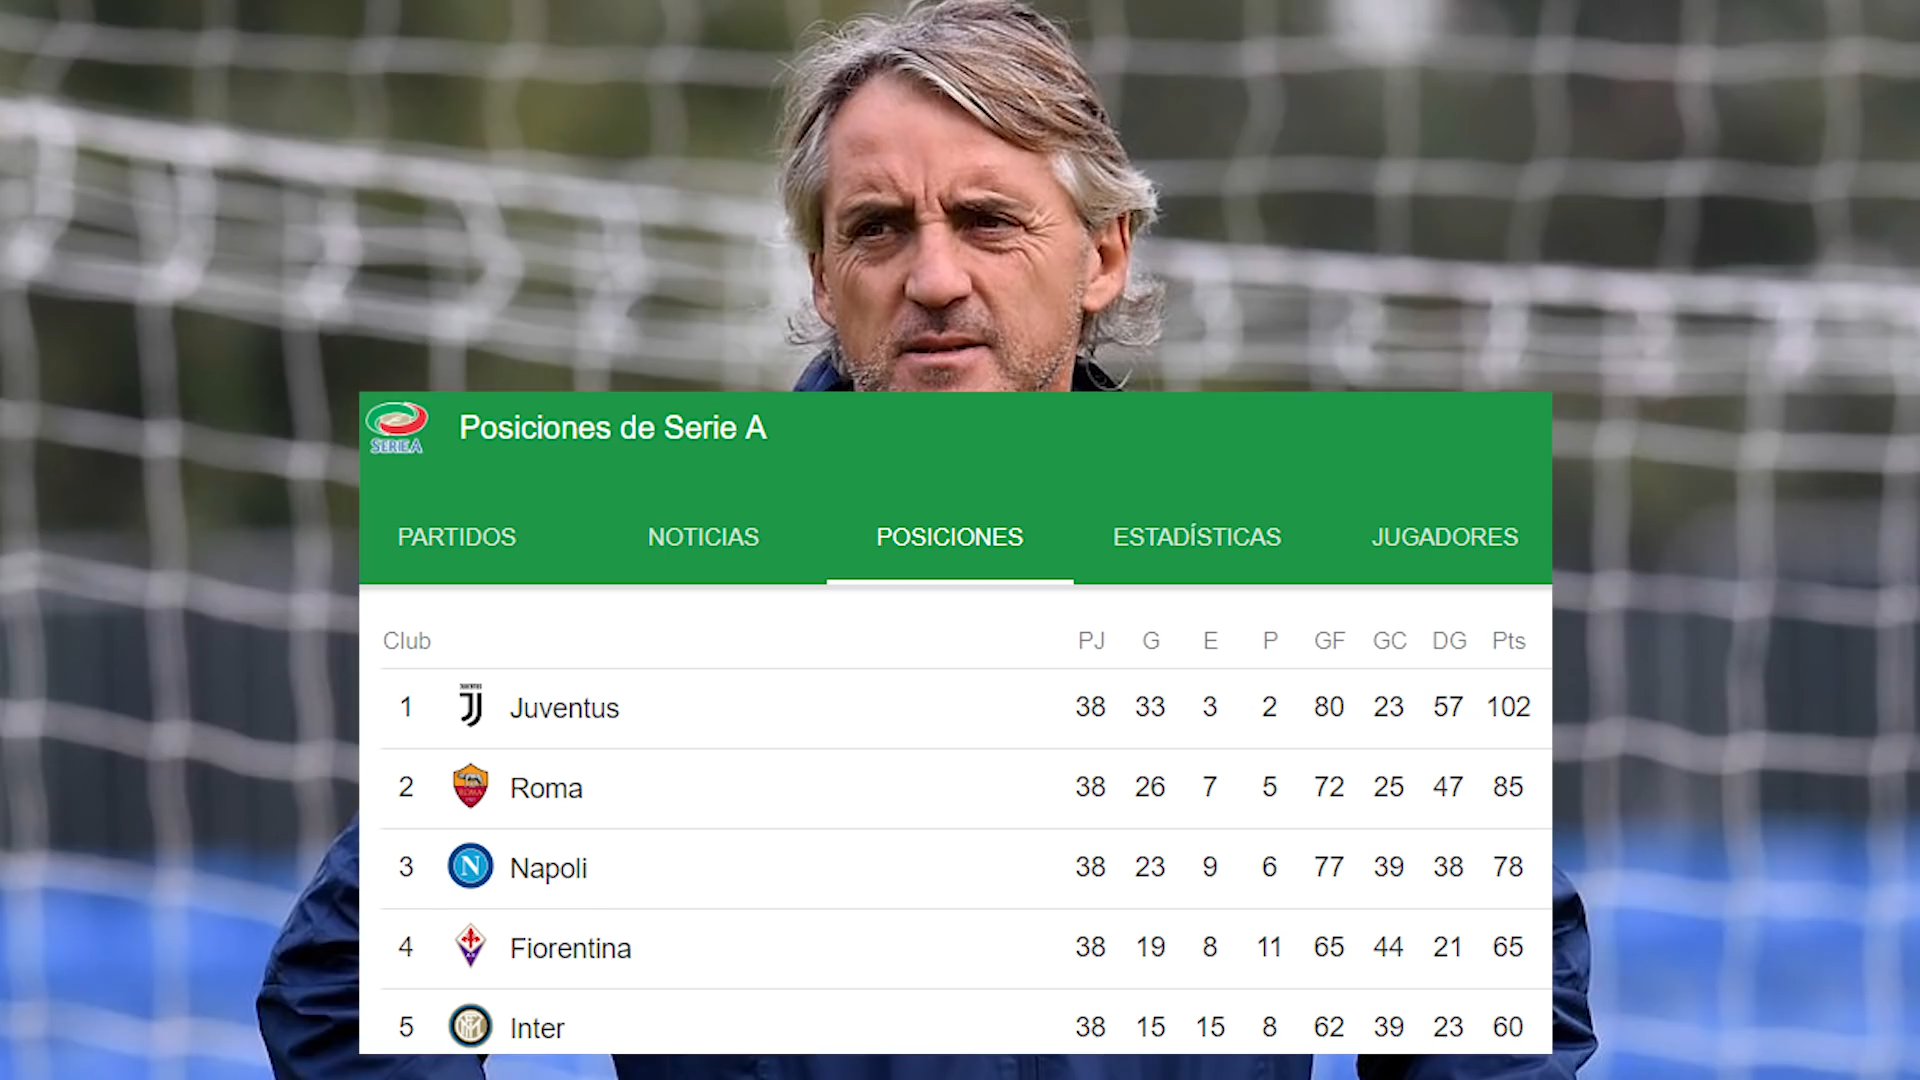 SERIE A
Posiciones de Serie A
PARTIDOS NOTICIAS POSICIONES ESTADÍSTICAS JUGADORES
Club PJ G E P GF GC DG Pts
JUVENTUS
1 Juventus 38 33 3 2 80 23 57 102
ROMA
2 Roma 38 26 7 5 72 25 47 85
3 N Napoli 38 23 9 6 77 39 38 78
4 Fiorentina 38 19 8 11 65 44 21 65
5 Inter 38 15 15 8 62 39 23 60